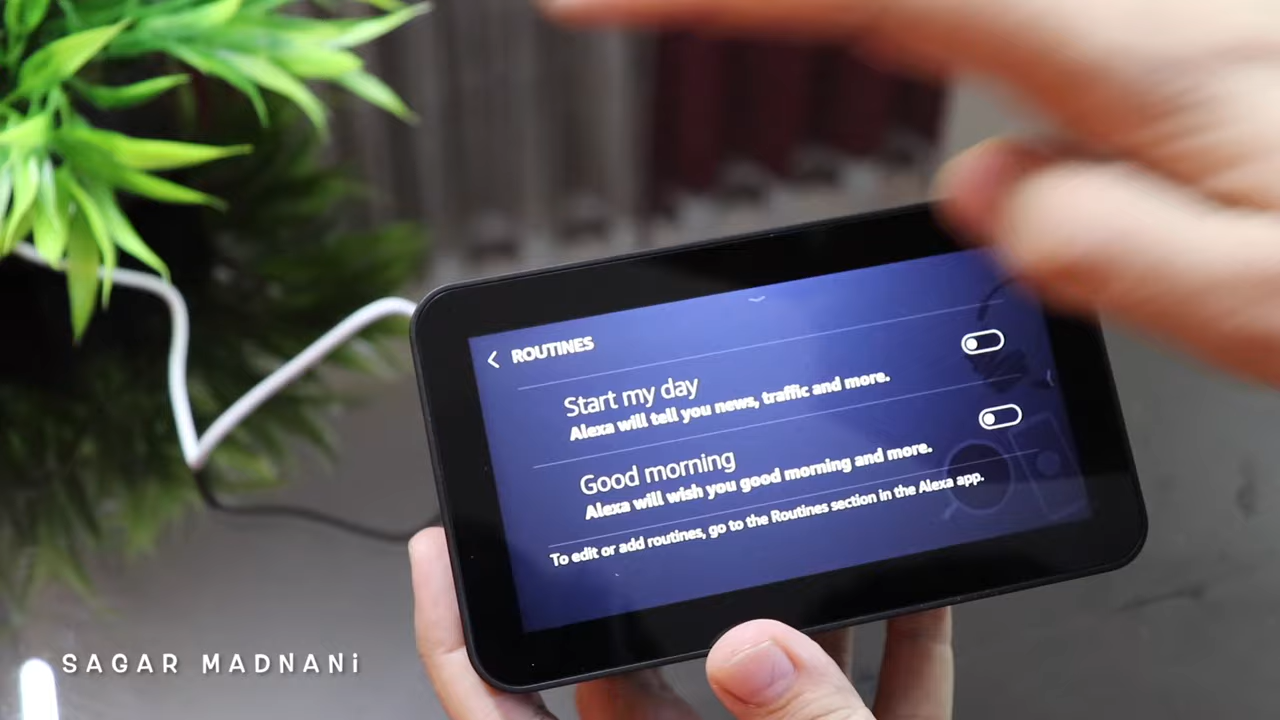 ROUTINES
Start my day
Alexa will tell you news, traffic and more.
Good morning
Alexa will wish you good morning and more.
To edit or add routines, go to the Routines section in the Alexa app.
SAGAR MADNANi